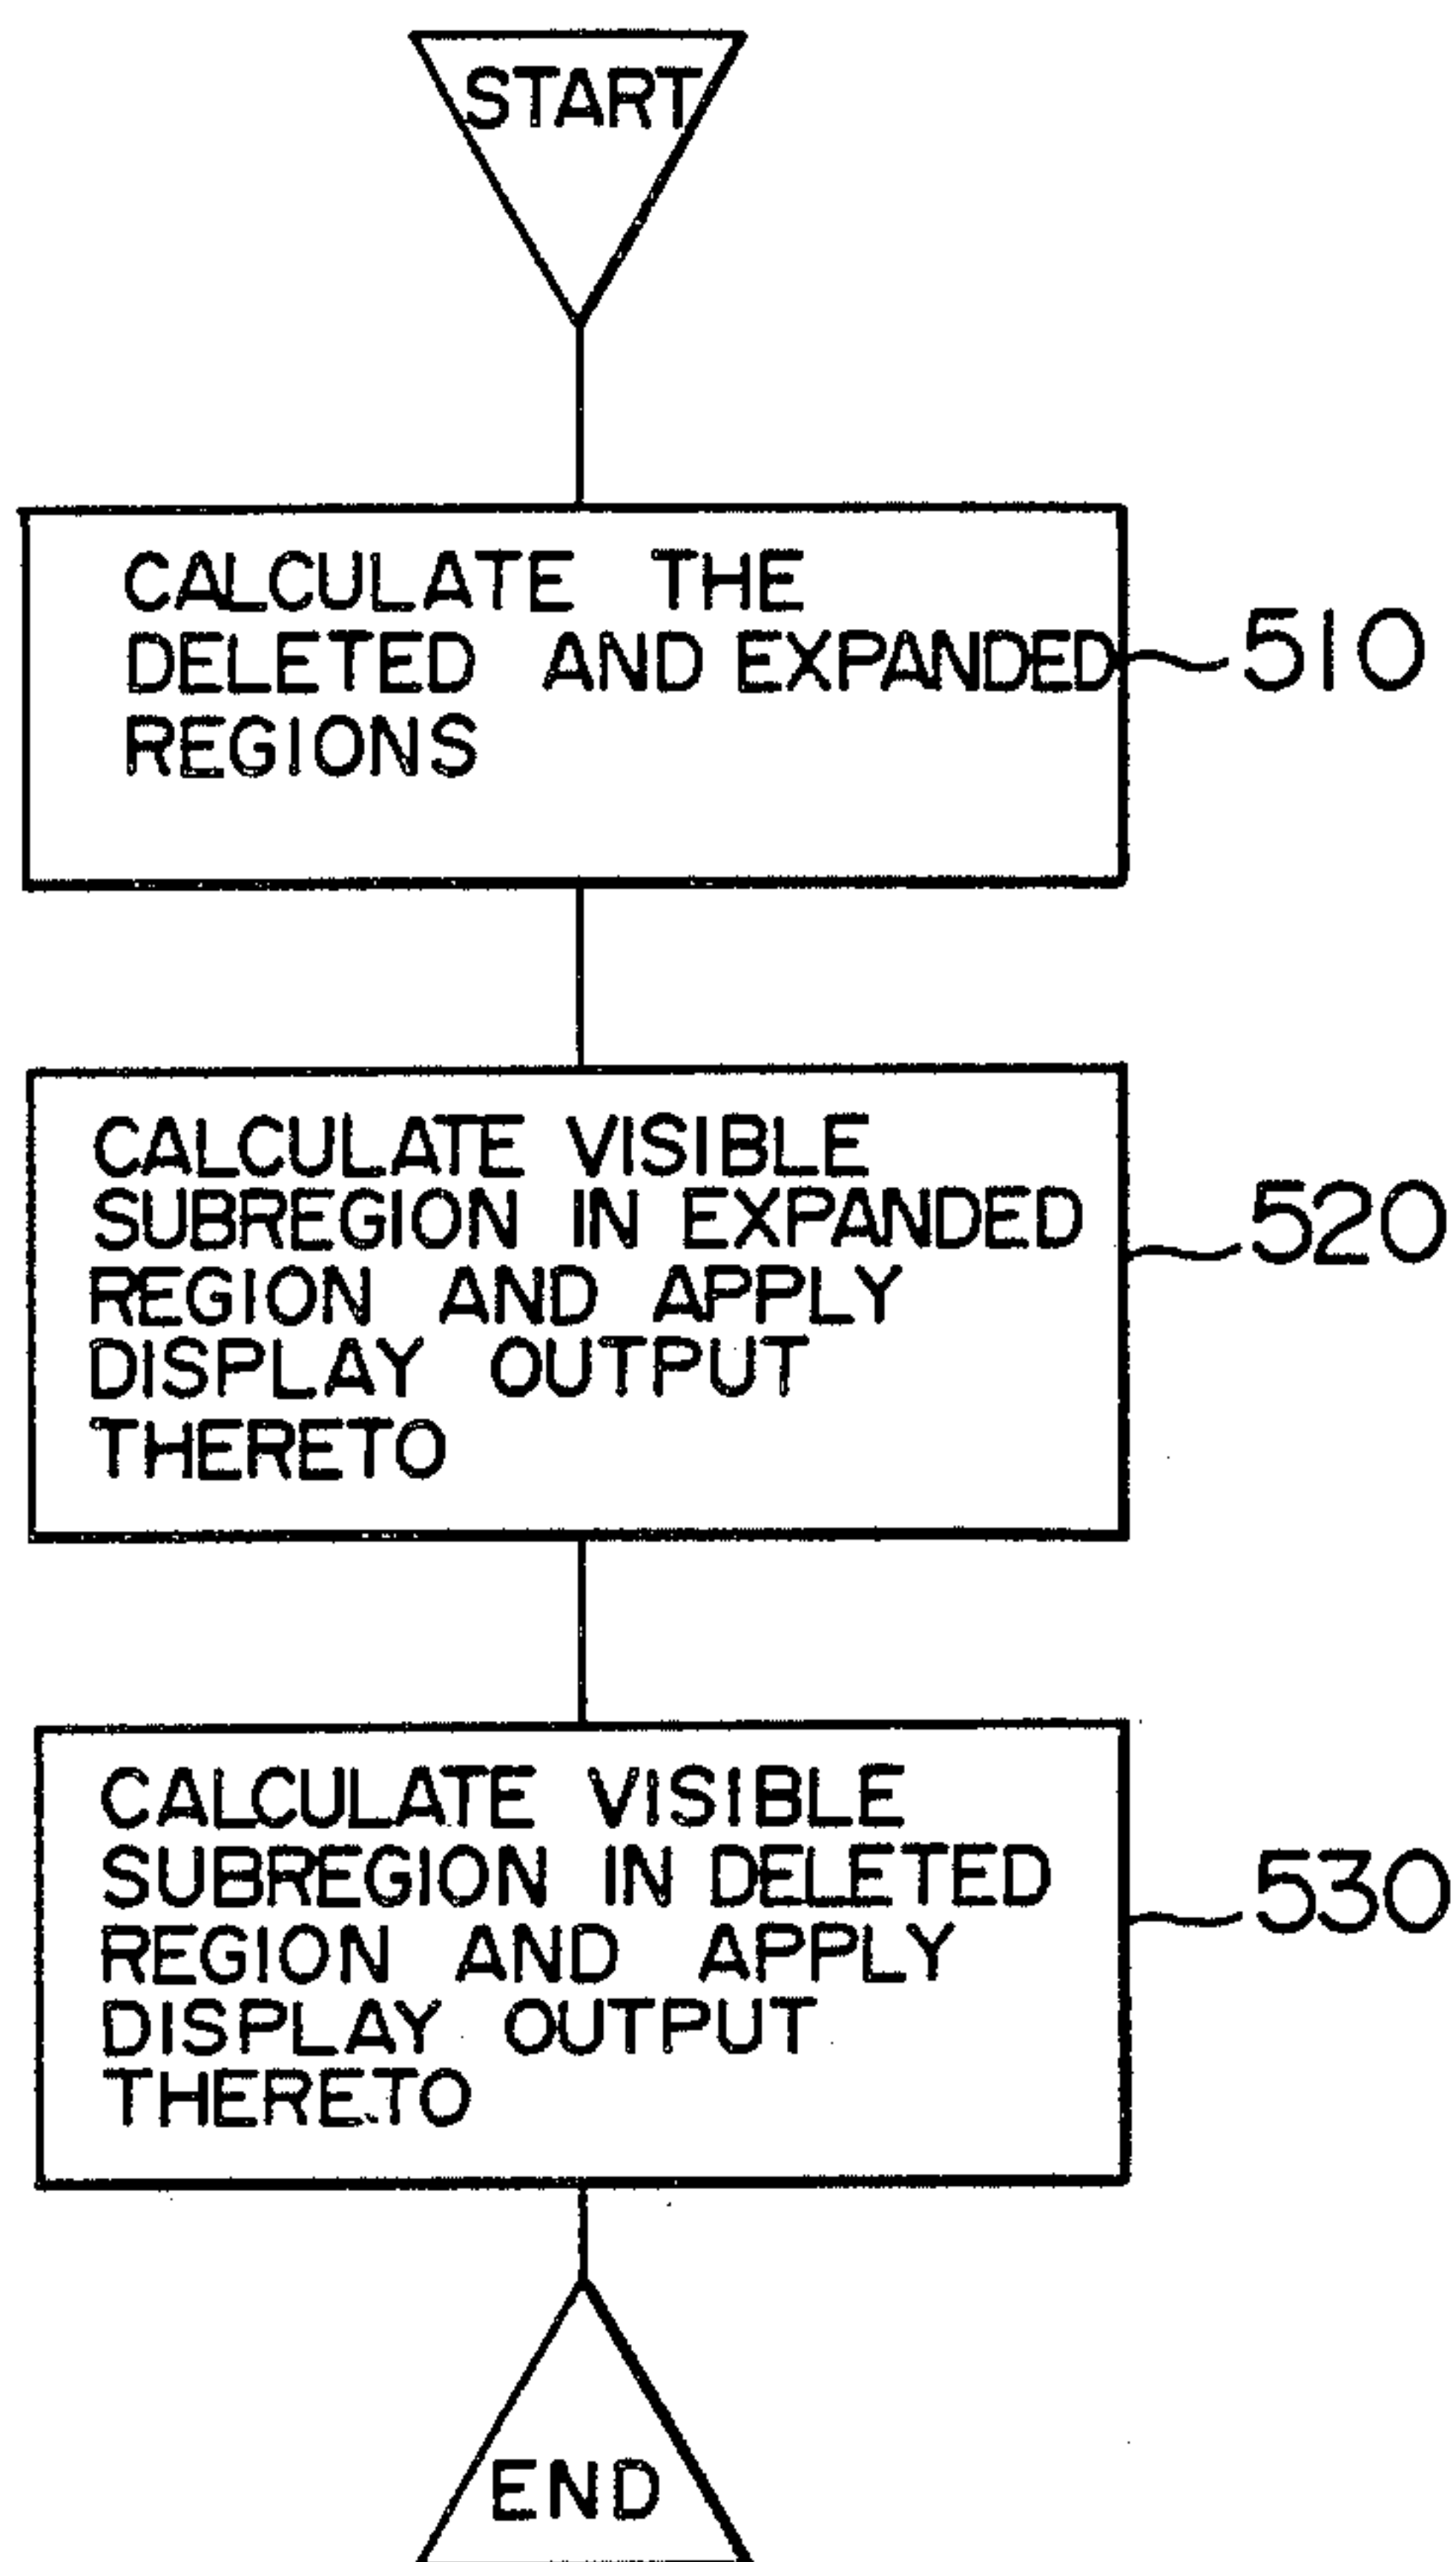 START
CALCULATE THE
DELETED AND EXPANDED
REGIONS
510
CALCULATE VISIBLE
SUBREGION IN EXPANDED
REGION AND APPLY
DISPLAY OUTPUT
THERETO
520
CALCULATE VISIBLE
SUBREGION IN DELETED
REGION AND APPLY
DISPLAY OUTPUT
THERETO
530
END